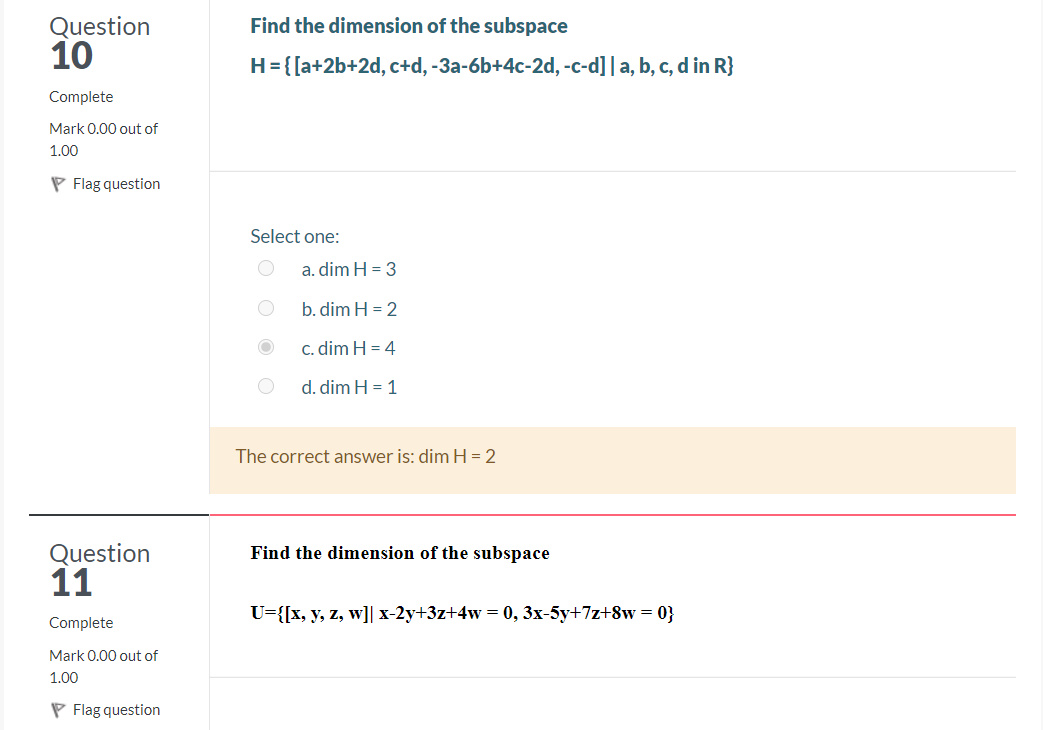 Question
10
Complete
Mark 0.00 out of
1.00
Flag question
Find the dimension of the subspace
H = { [a+2b+2d, c+d, -3a-6b+4c-2d, -c-d] | a, b, c, d in R}
Select one:
a. dim H = 3
b. dim H = 2
c. dim H = 4
d. dim H = 1
The correct answer is: dim H = 2
Question
11
Complete
Mark 0.00 out of
1.00
Flag question
Find the dimension of the subspace
U={[x, y, z, w]| x-2y+3z+4w = 0, 3x-5y+7z+8w = 0}